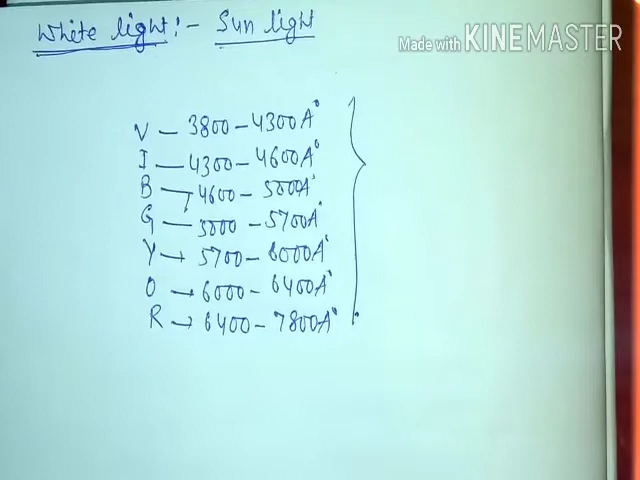 White light :- Sun light
Made with KINEMASTER
V — 3800 – 4300A°
I — 4300 – 4600A°
B — 4600 – 5000A°
G — 5000 – 5700A°
Y → 5700 – 6000A°
O → 6000 – 6400A°
R → 6400 – 7800A°